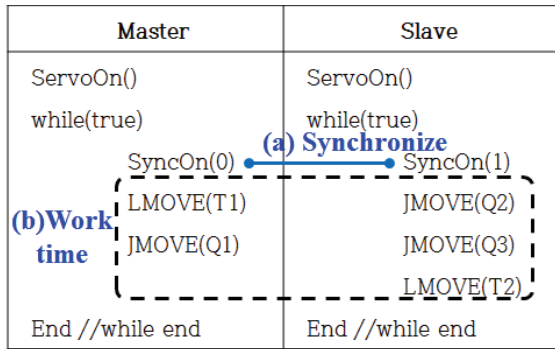 Master Slave
ServoOn() ServoOn()
while(true) while(true)
(a) Synchronize
SyncOn(0) SyncOn(1)
LMOVE(T1) JMOVE(Q2)
(b)Work
time
JMOVE(Q1) JMOVE(Q3)
LMOVE(T2)
End //while end End //while end